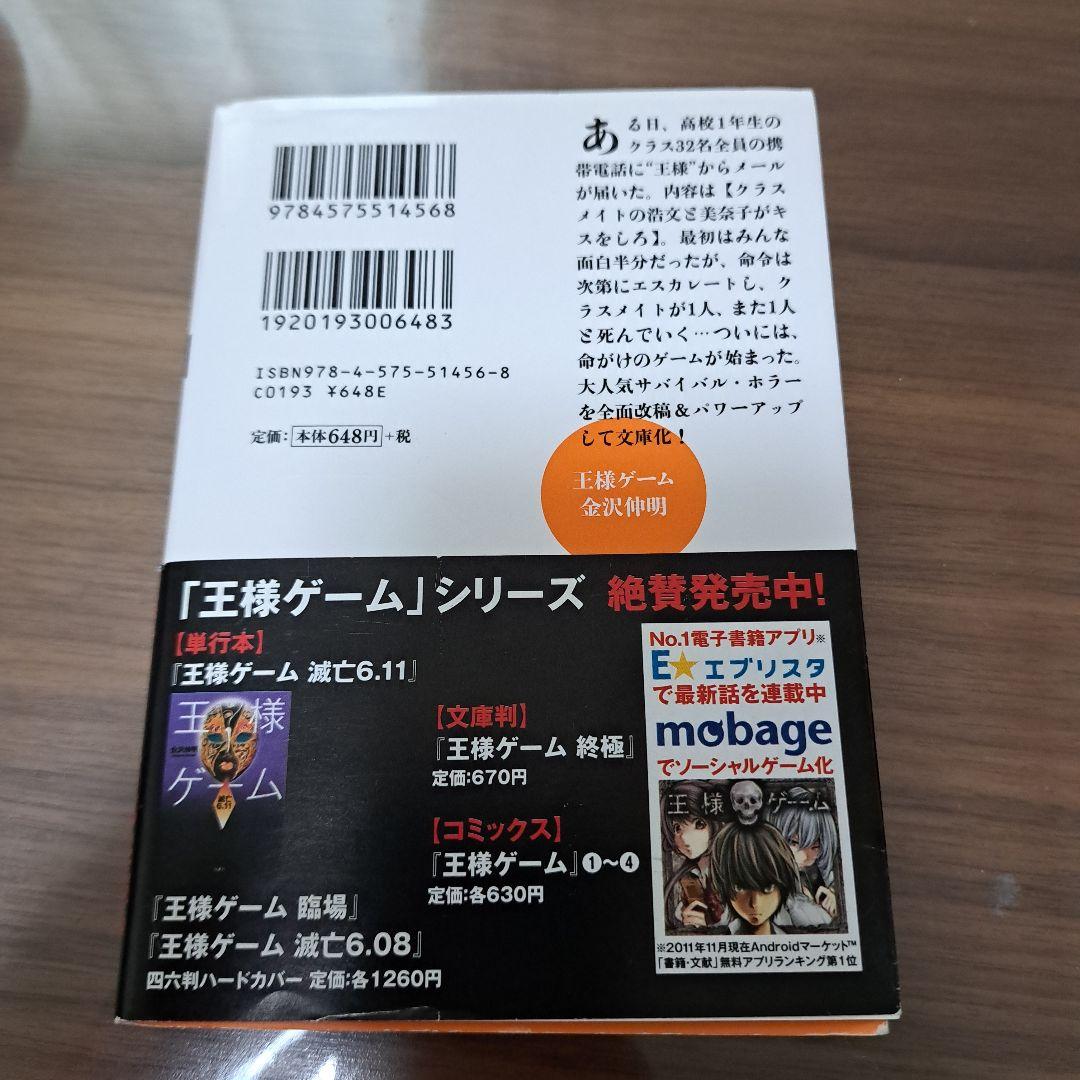 9784575514568
1920193006483
ISBN978-4-575-51456-8
C0193 ¥648E
定価：本体648円+税
ある日、高校1年生の
クラス32名全員の携
帯電話に“王様”からメール
が届いた。内容は【クラス
メイトの浩文と美奈子がキ
スをしろ】。最初はみんな
面白半分だったが、命令は
次第にエスカレートし、ク
ラスメイトが1人、また1人
と死んでいく…ついには、
命がけのゲームが始まった。
大人気サバイバル・ホラー
を全面改稿＆パワーアップ
して文庫化！
王様ゲーム
金沢伸明
「王様ゲーム」シリーズ 絶賛発売中！
【単行本】
『王様ゲーム 滅亡6.11』
王様
ゲーム
金沢伸明
滅亡
6.11
『王様ゲーム 臨場』
『王様ゲーム 滅亡6.08』
四六判ハードカバー 定価：各1260円
【文庫判】
『王様ゲーム 終極』
定価：670円
【コミックス】
『王様ゲーム』❶〜❹
定価：各630円
No.1電子書籍アプリ※
E★エブリスタ
で最新話を連載中
mobage
でソーシャルゲーム化
王様ゲーム
※2011年11月現在Androidマーケット™
「書籍・文献」無料アプリランキング第1位